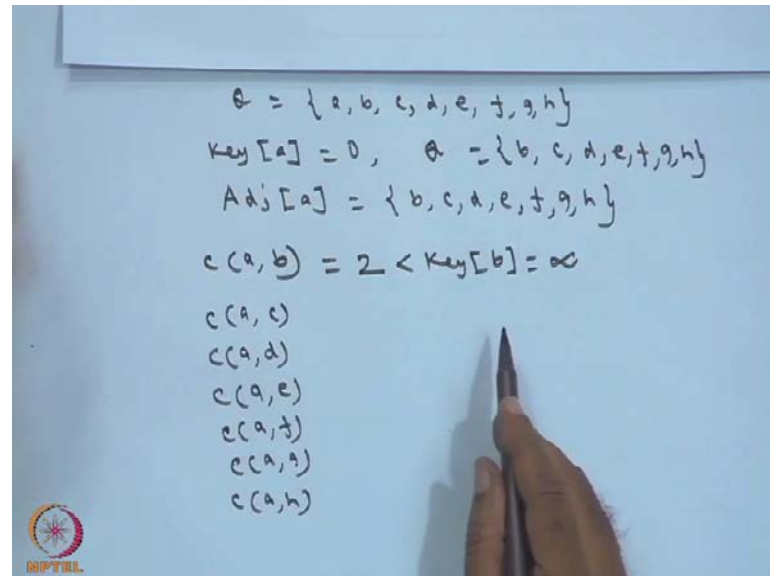 Q = {a, b, c, d, e, f, g, h}
Key[a] = 0, Q = {b, c, d, e, f, g, h}
Adj[a] = {b, c, d, e, f, g, h}
c(a, b) = 2 < Key[b] = ∞
c(a, c)
c(a, d)
c(a, e)
c(a, f)
c(a, g)
c(a, h)
NPTEL